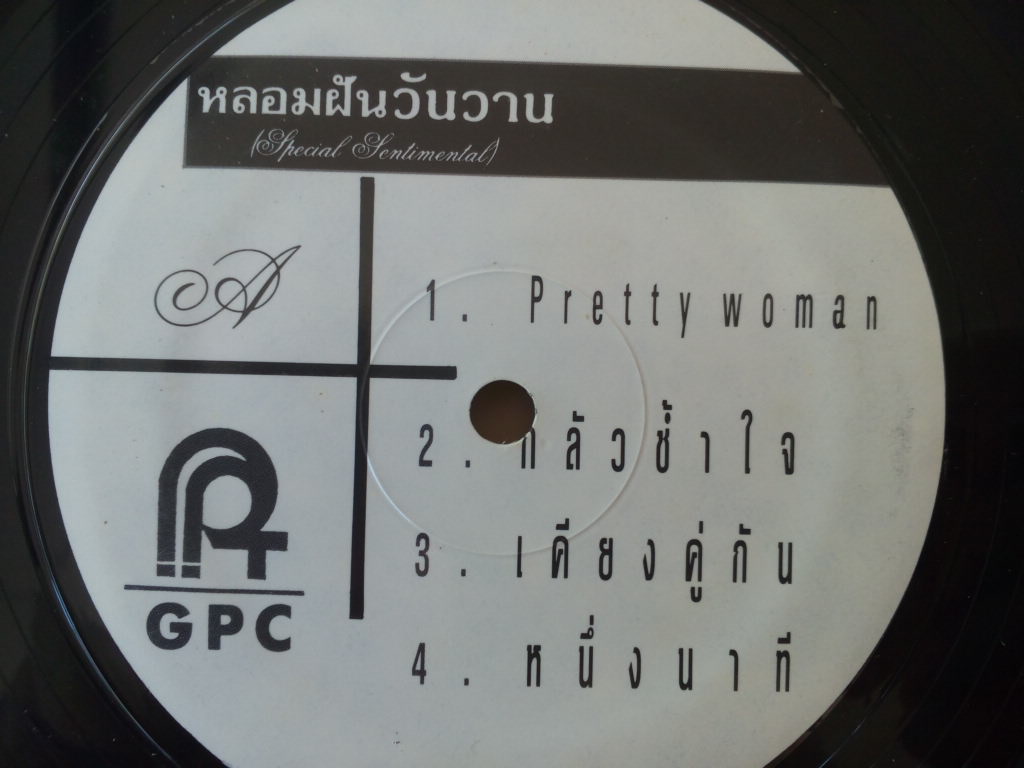 หลอมฝันวันวาน
(Special Sentimental)
A
1. Pretty woman
2. กลัวช้ำใจ
3. เคียงคู่กัน
4. หนึ่งนาที
GPC